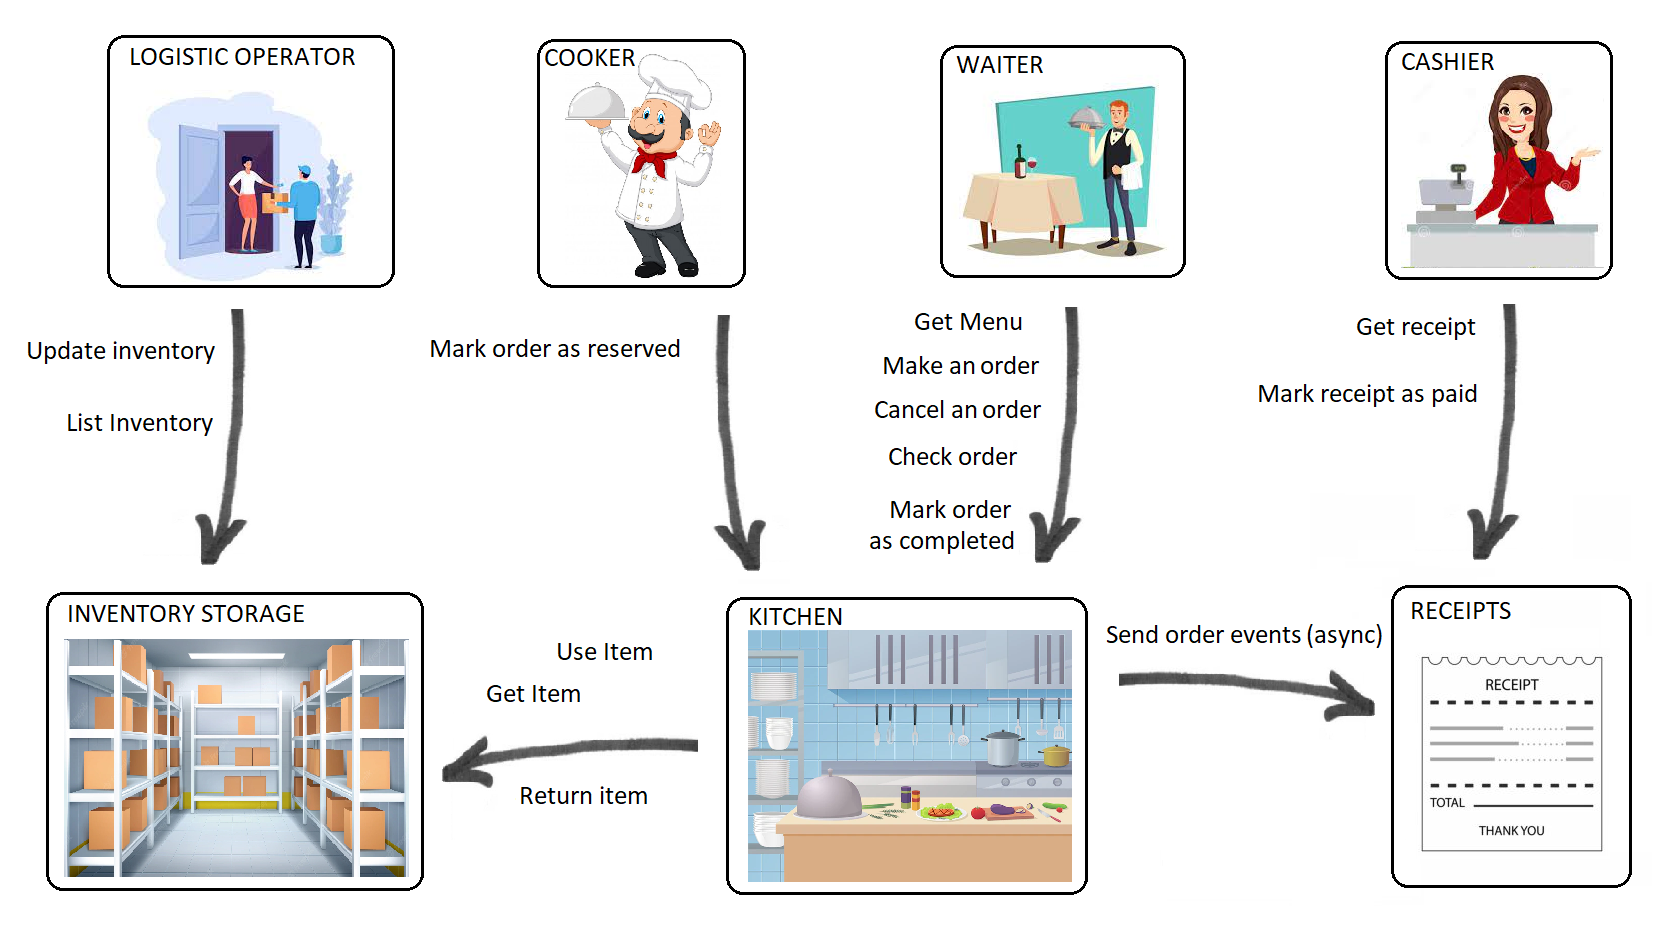 LOGISTIC OPERATOR
COOKER
WAITER
CASHIER
Update inventory
List Inventory
Mark order as reserved
Get Menu
Make an order
Cancel an order
Check order
Mark order
as completed
Get receipt
Mark receipt as paid
INVENTORY STORAGE
Use Item
Get Item
Return item
KITCHEN
Send order events (async)
RECEIPTS
RECEIPT
TOTAL
THANK YOU